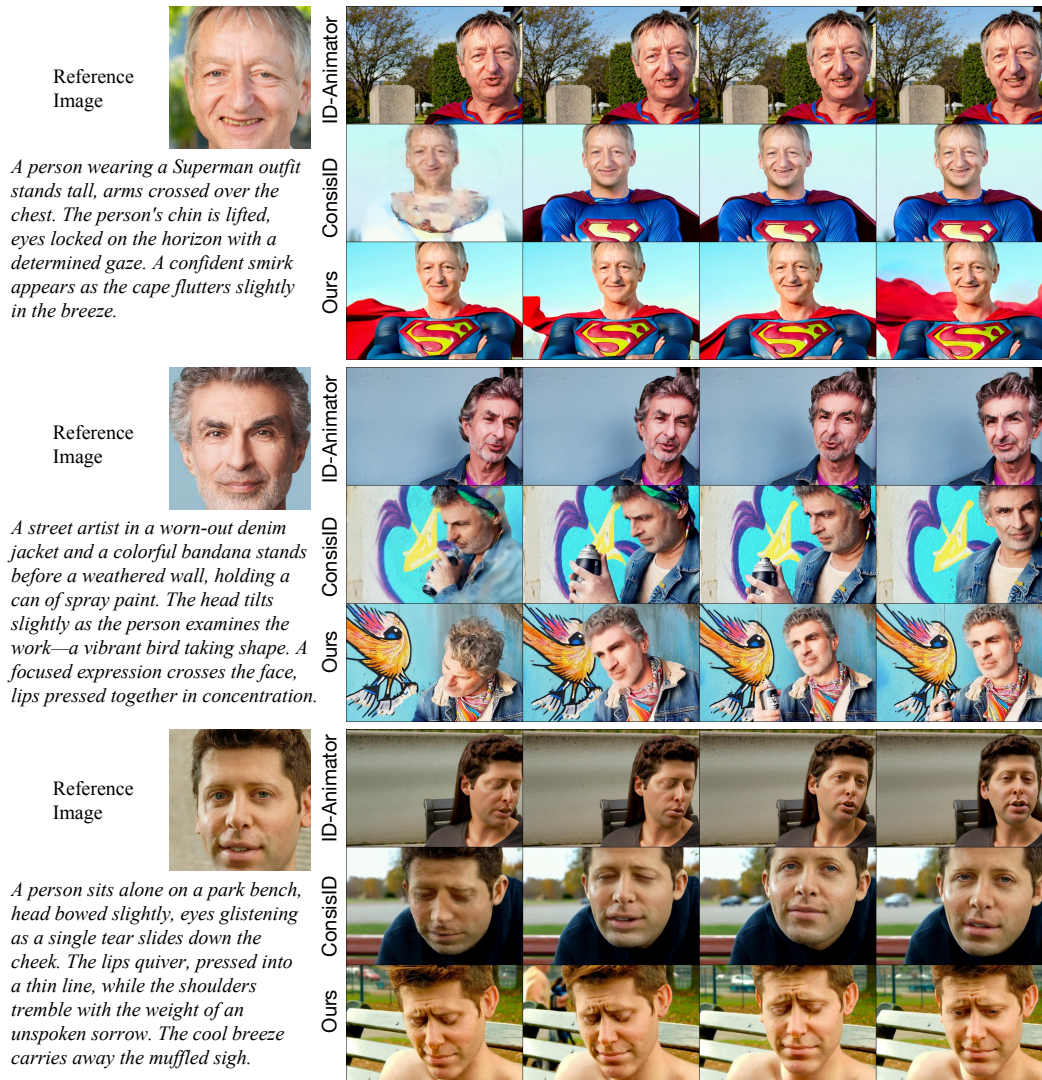 Reference
Image
A person wearing a Superman outfit
stands tall, arms crossed over the
chest. The person's chin is lifted,
eyes locked on the horizon with a
determined gaze. A confident smirk
appears as the cape flutters slightly
in the breeze.
ID-Animator
ConsisID
Ours
Reference
Image
A street artist in a worn-out denim
jacket and a colorful bandana stands
before a weathered wall, holding a
can of spray paint. The head tilts
slightly as the person examines the
work—a vibrant bird taking shape. A
focused expression crosses the face,
lips pressed together in concentration.
ID-Animator
ConsisID
Ours
Reference
Image
A person sits alone on a park bench,
head bowed slightly, eyes glistening
as a single tear slides down the
cheek. The lips quiver, pressed into
a thin line, while the shoulders
tremble with the weight of an
unspoken sorrow. The cool breeze
carries away the muffled sigh.
ID-Animator
ConsisID
Ours